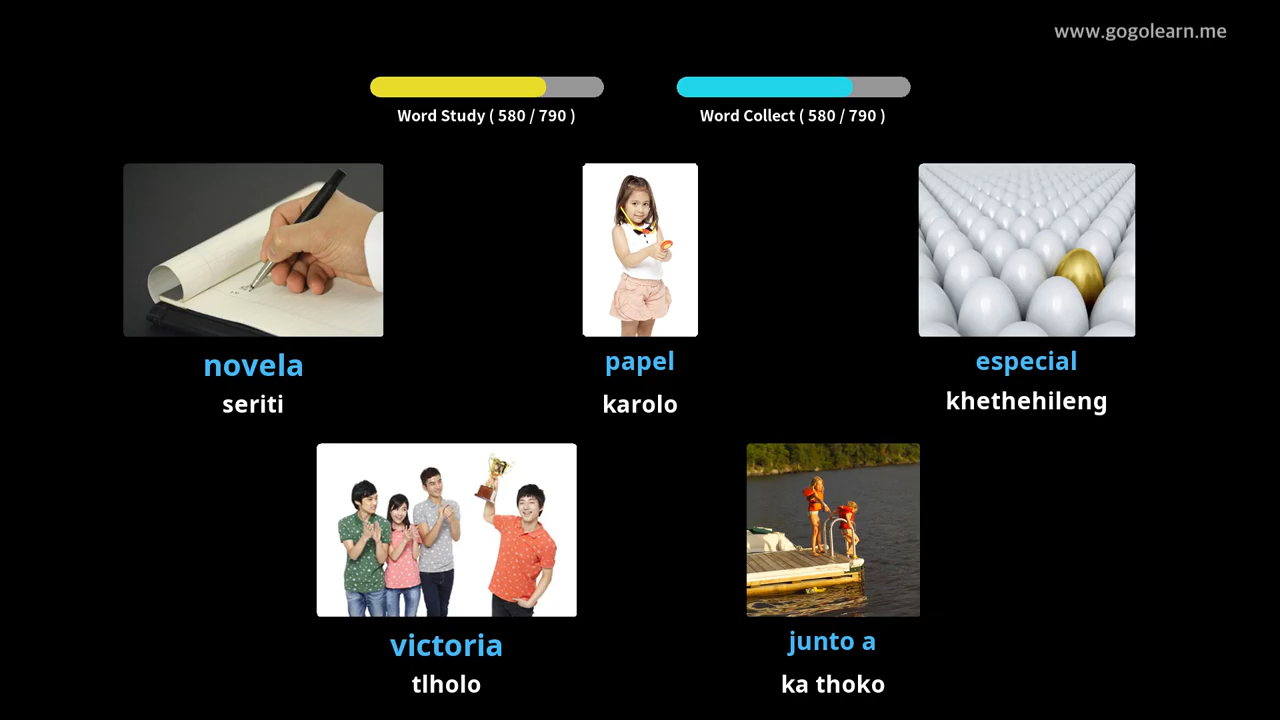 www.gogolearn.me
Word Study ( 580 / 790 )
Word Collect ( 580 / 790 )
novela
seriti
papel
karolo
especial
khethehileng
victoria
tlholo
junto a
ka thoko